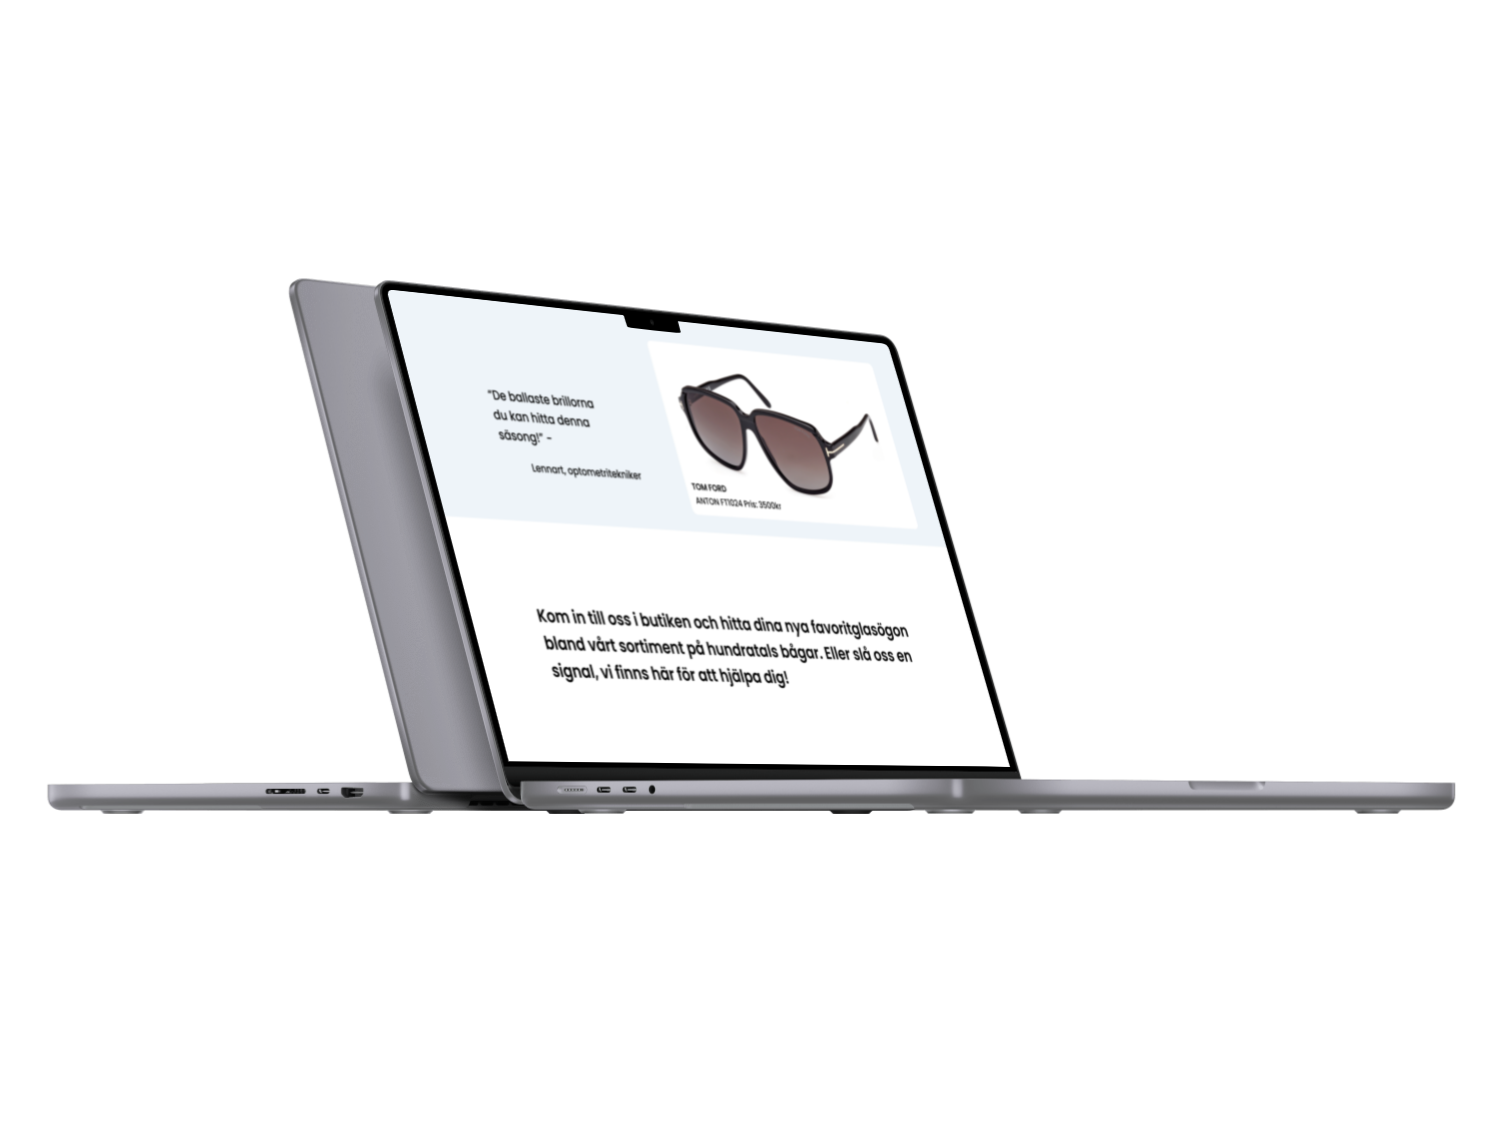 "De ballaste brillorna
du kan hitta denna
säsong!" -
Lennart, optometritekniker
TOM FORD
ANTON FT1024 Pris: 3500kr
Kom in till oss i butiken och hitta dina nya favoritglasögon
bland vårt sortiment på hundratals bågar. Eller slå oss en
signal, vi finns här för att hjälpa dig!